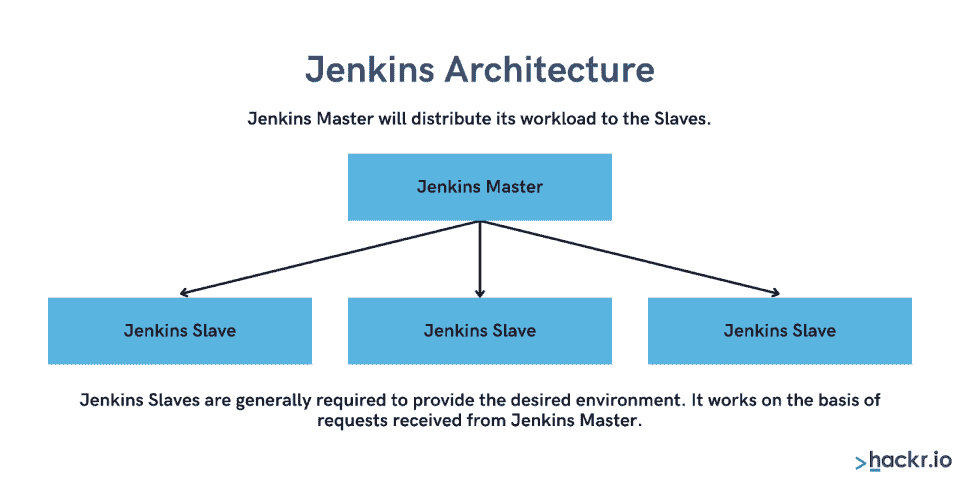 Jenkins Architecture
Jenkins Master will distribute its workload to the Slaves.
Jenkins Master
Jenkins Slave
Jenkins Slave
Jenkins Slave
Jenkins Slaves are generally required to provide the desired environment. It works on the basis of
requests received from Jenkins Master.
hackr.io